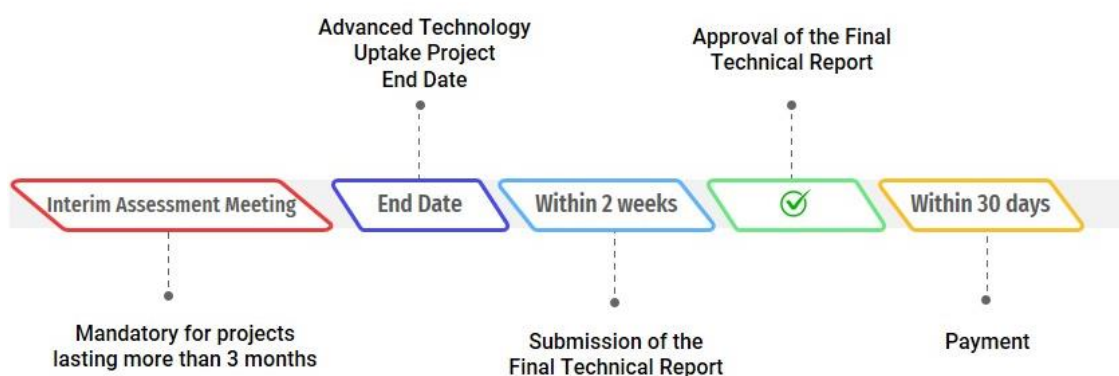 Advanced Technology
Uptake Project
End Date
Approval of the Final
Technical Report
Interim Assessment Meeting
End Date
Within 2 weeks
Within 30 days
Mandatory for projects
lasting more than 3 months
Submission of the
Final Technical Report
Payment